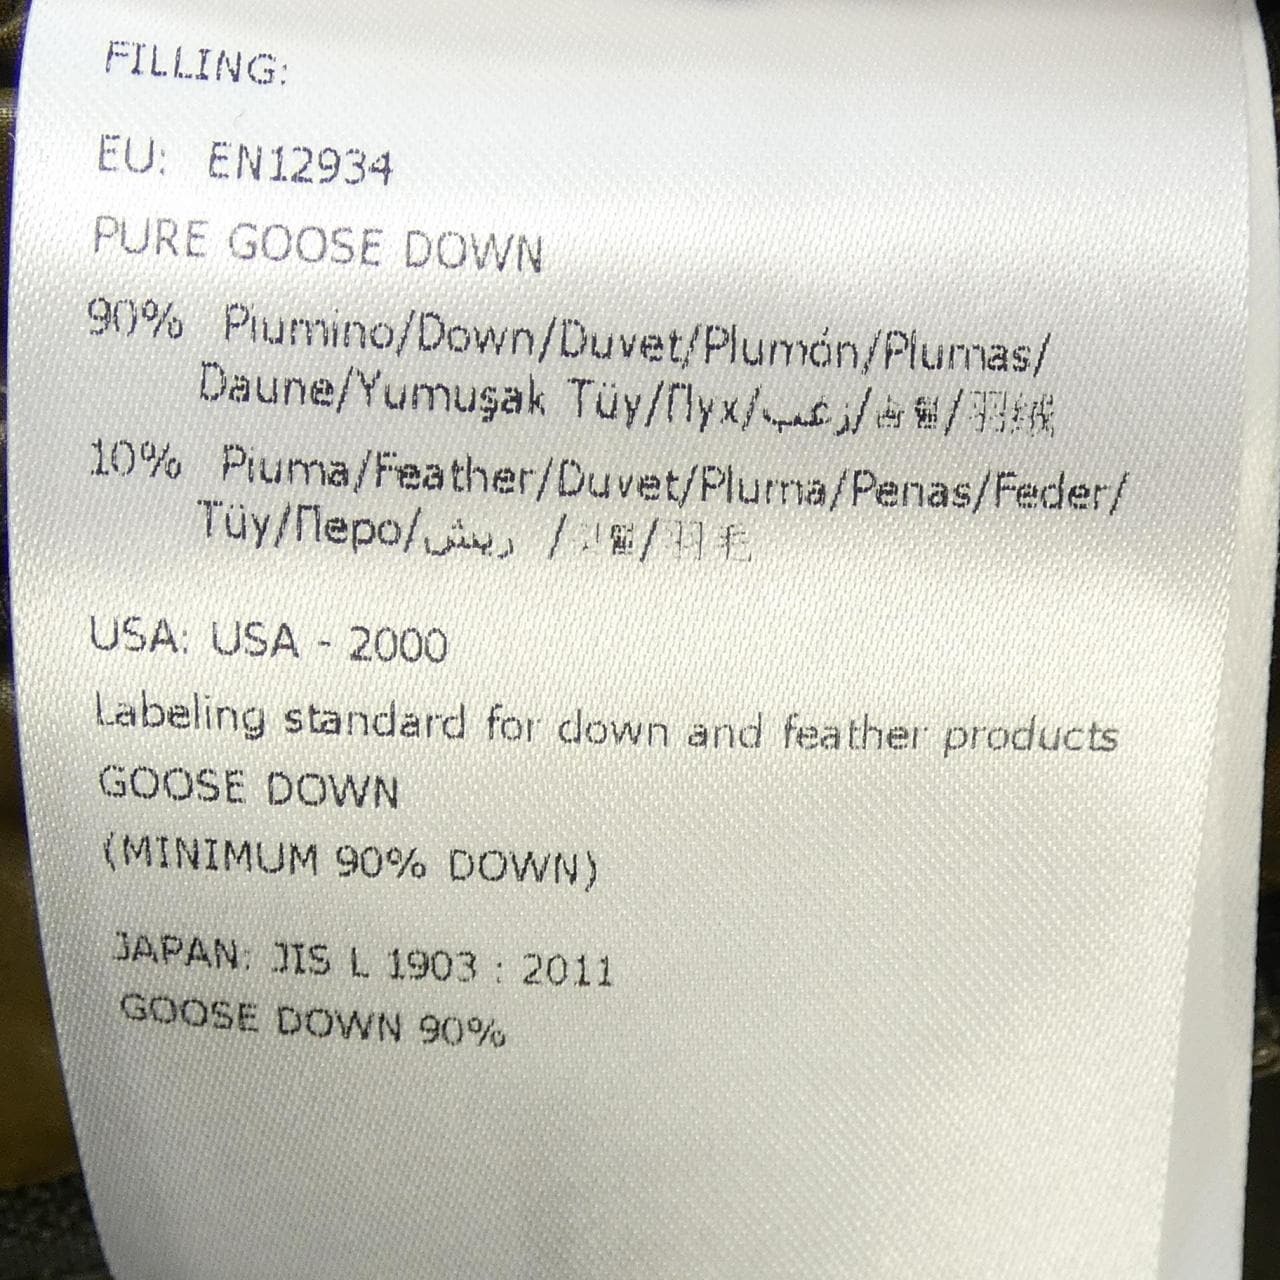 FILLING:
EU: EN12934
PURE GOOSE DOWN
90% Piumino/Down/Duvet/Plumón/Plumas/
Daune/Yumuşak Tüy/Пух/زغب/솜털/羽绒
10% Piuma/Feather/Duvet/Pluma/Penas/Feder/
Tüy/Перо/ريش /깃털/羽毛
USA: USA - 2000
Labeling standard for down and feather products
GOOSE DOWN
(MINIMUM 90% DOWN)
JAPAN: JIS L 1903 : 2011
GOOSE DOWN 90%